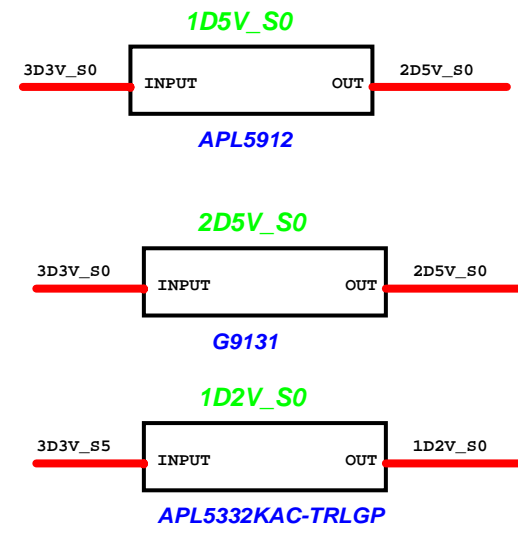 1D5V_S0
3D3V_S0 INPUT OUT 2D5V_S0
APL5912
2D5V_S0
3D3V_S0 INPUT OUT 2D5V_S0
G9131
1D2V_S0
3D3V_S5 INPUT OUT 1D2V_S0
APL5332KAC-TRLGP